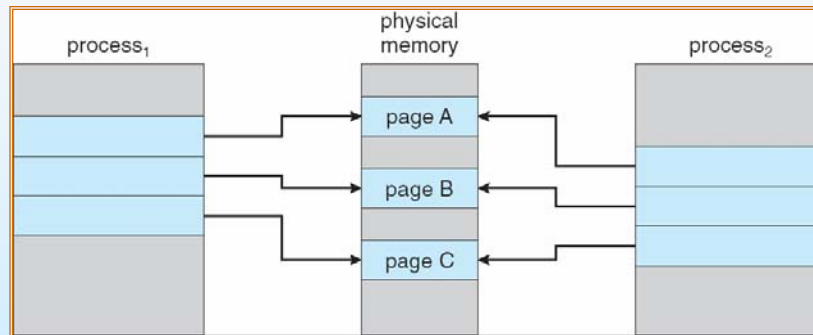 process₁
physical
memory
process₂
page A
page B
page C